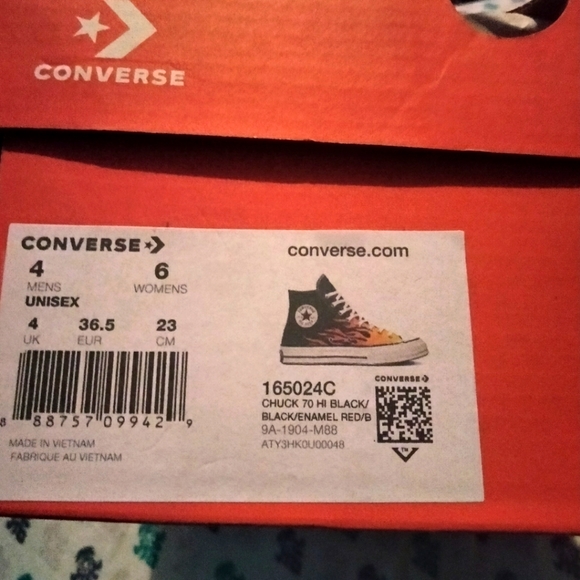 CONVERSE
CONVERSE
converse.com
4 6
MENS WOMENS
UNISEX
4 36.5 23
UK EUR CM
8 88757 09942 9
MADE IN VIETNAM
FABRIQUE AU VIETNAM
165024C
CHUCK 70 HI BLACK/
BLACK/ENAMEL RED/B
9A-1904-M88
ATY3HK0U00048
CONVERSE
TM